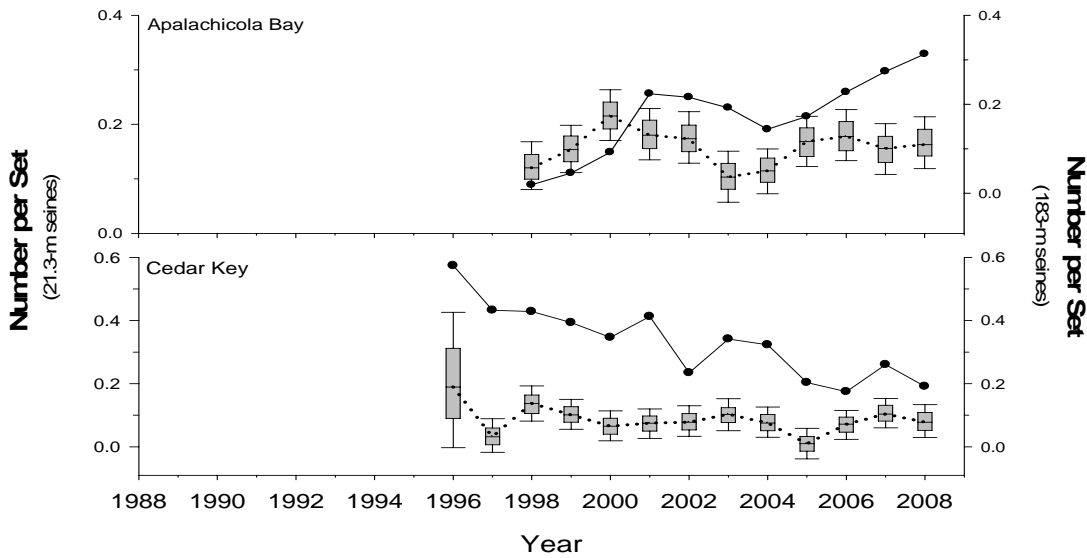 Apalachicola Bay
0.4
0.2
0.0
0.4
0.2
0.0
Cedar Key
0.6
0.4
0.2
0.0
0.6
0.4
0.2
0.0
Number per Set
(21.3-m seines)
Number per Set
(183-m seines)
1988 1990 1992 1994 1996 1998 2000 2002 2004 2006 2008
Year